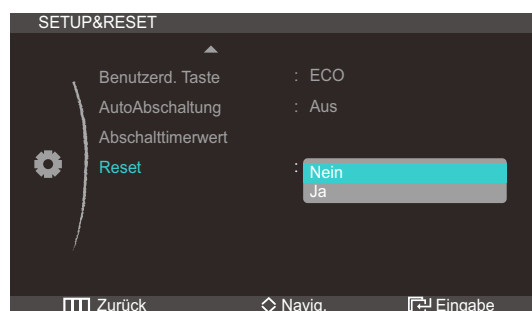 SETUP&RESET
Benutzerd. Taste : ECO
AutoAbschaltung : Aus
Abschalttimerwert
Reset : Nein
Ja
Zurück Navig. Eingabe